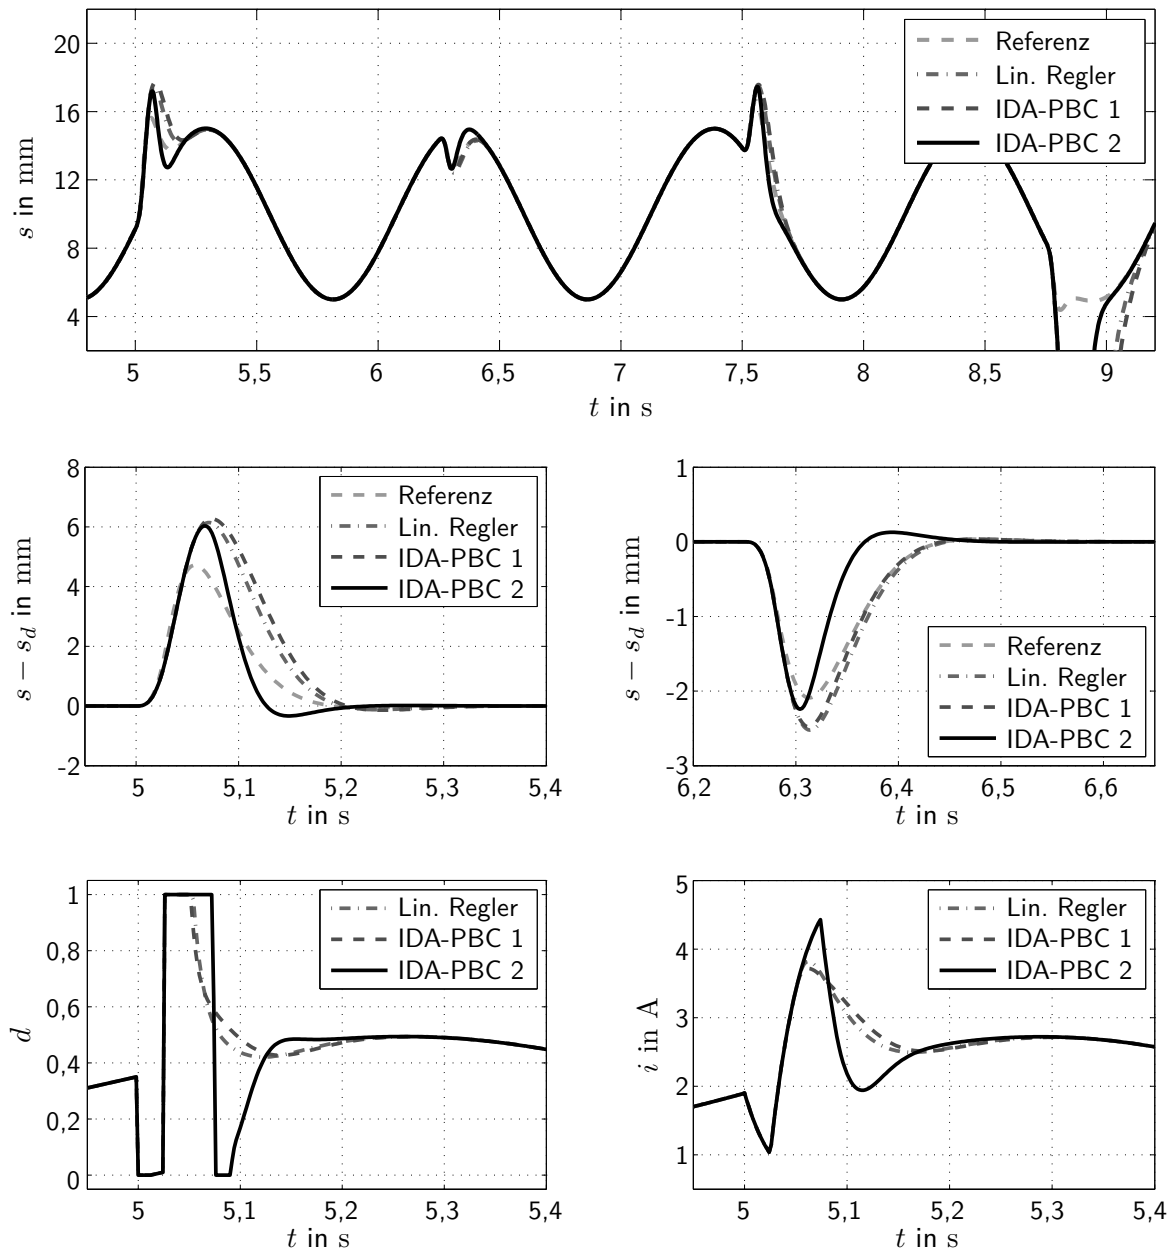 20
16
12
8
4
s in mm
Referenz
Lin. Regler
IDA-PBC 1
IDA-PBC 2
5 5,5 6 6,5 7 7,5 8 8,5 9
t in s
8
6
4
2
0
-2
s − s_d in mm
Referenz
Lin. Regler
IDA-PBC 1
IDA-PBC 2
5 5,1 5,2 5,3 5,4
t in s
1
0
-1
-2
-3
s − s_d in mm
Referenz
Lin. Regler
IDA-PBC 1
IDA-PBC 2
6,2 6,3 6,4 6,5 6,6
t in s
1
0,8
0,6
0,4
0,2
0
d
Lin. Regler
IDA-PBC 1
IDA-PBC 2
5 5,1 5,2 5,3 5,4
t in s
5
4
3
2
1
i in A
Lin. Regler
IDA-PBC 1
IDA-PBC 2
5 5,1 5,2 5,3 5,4
t in s